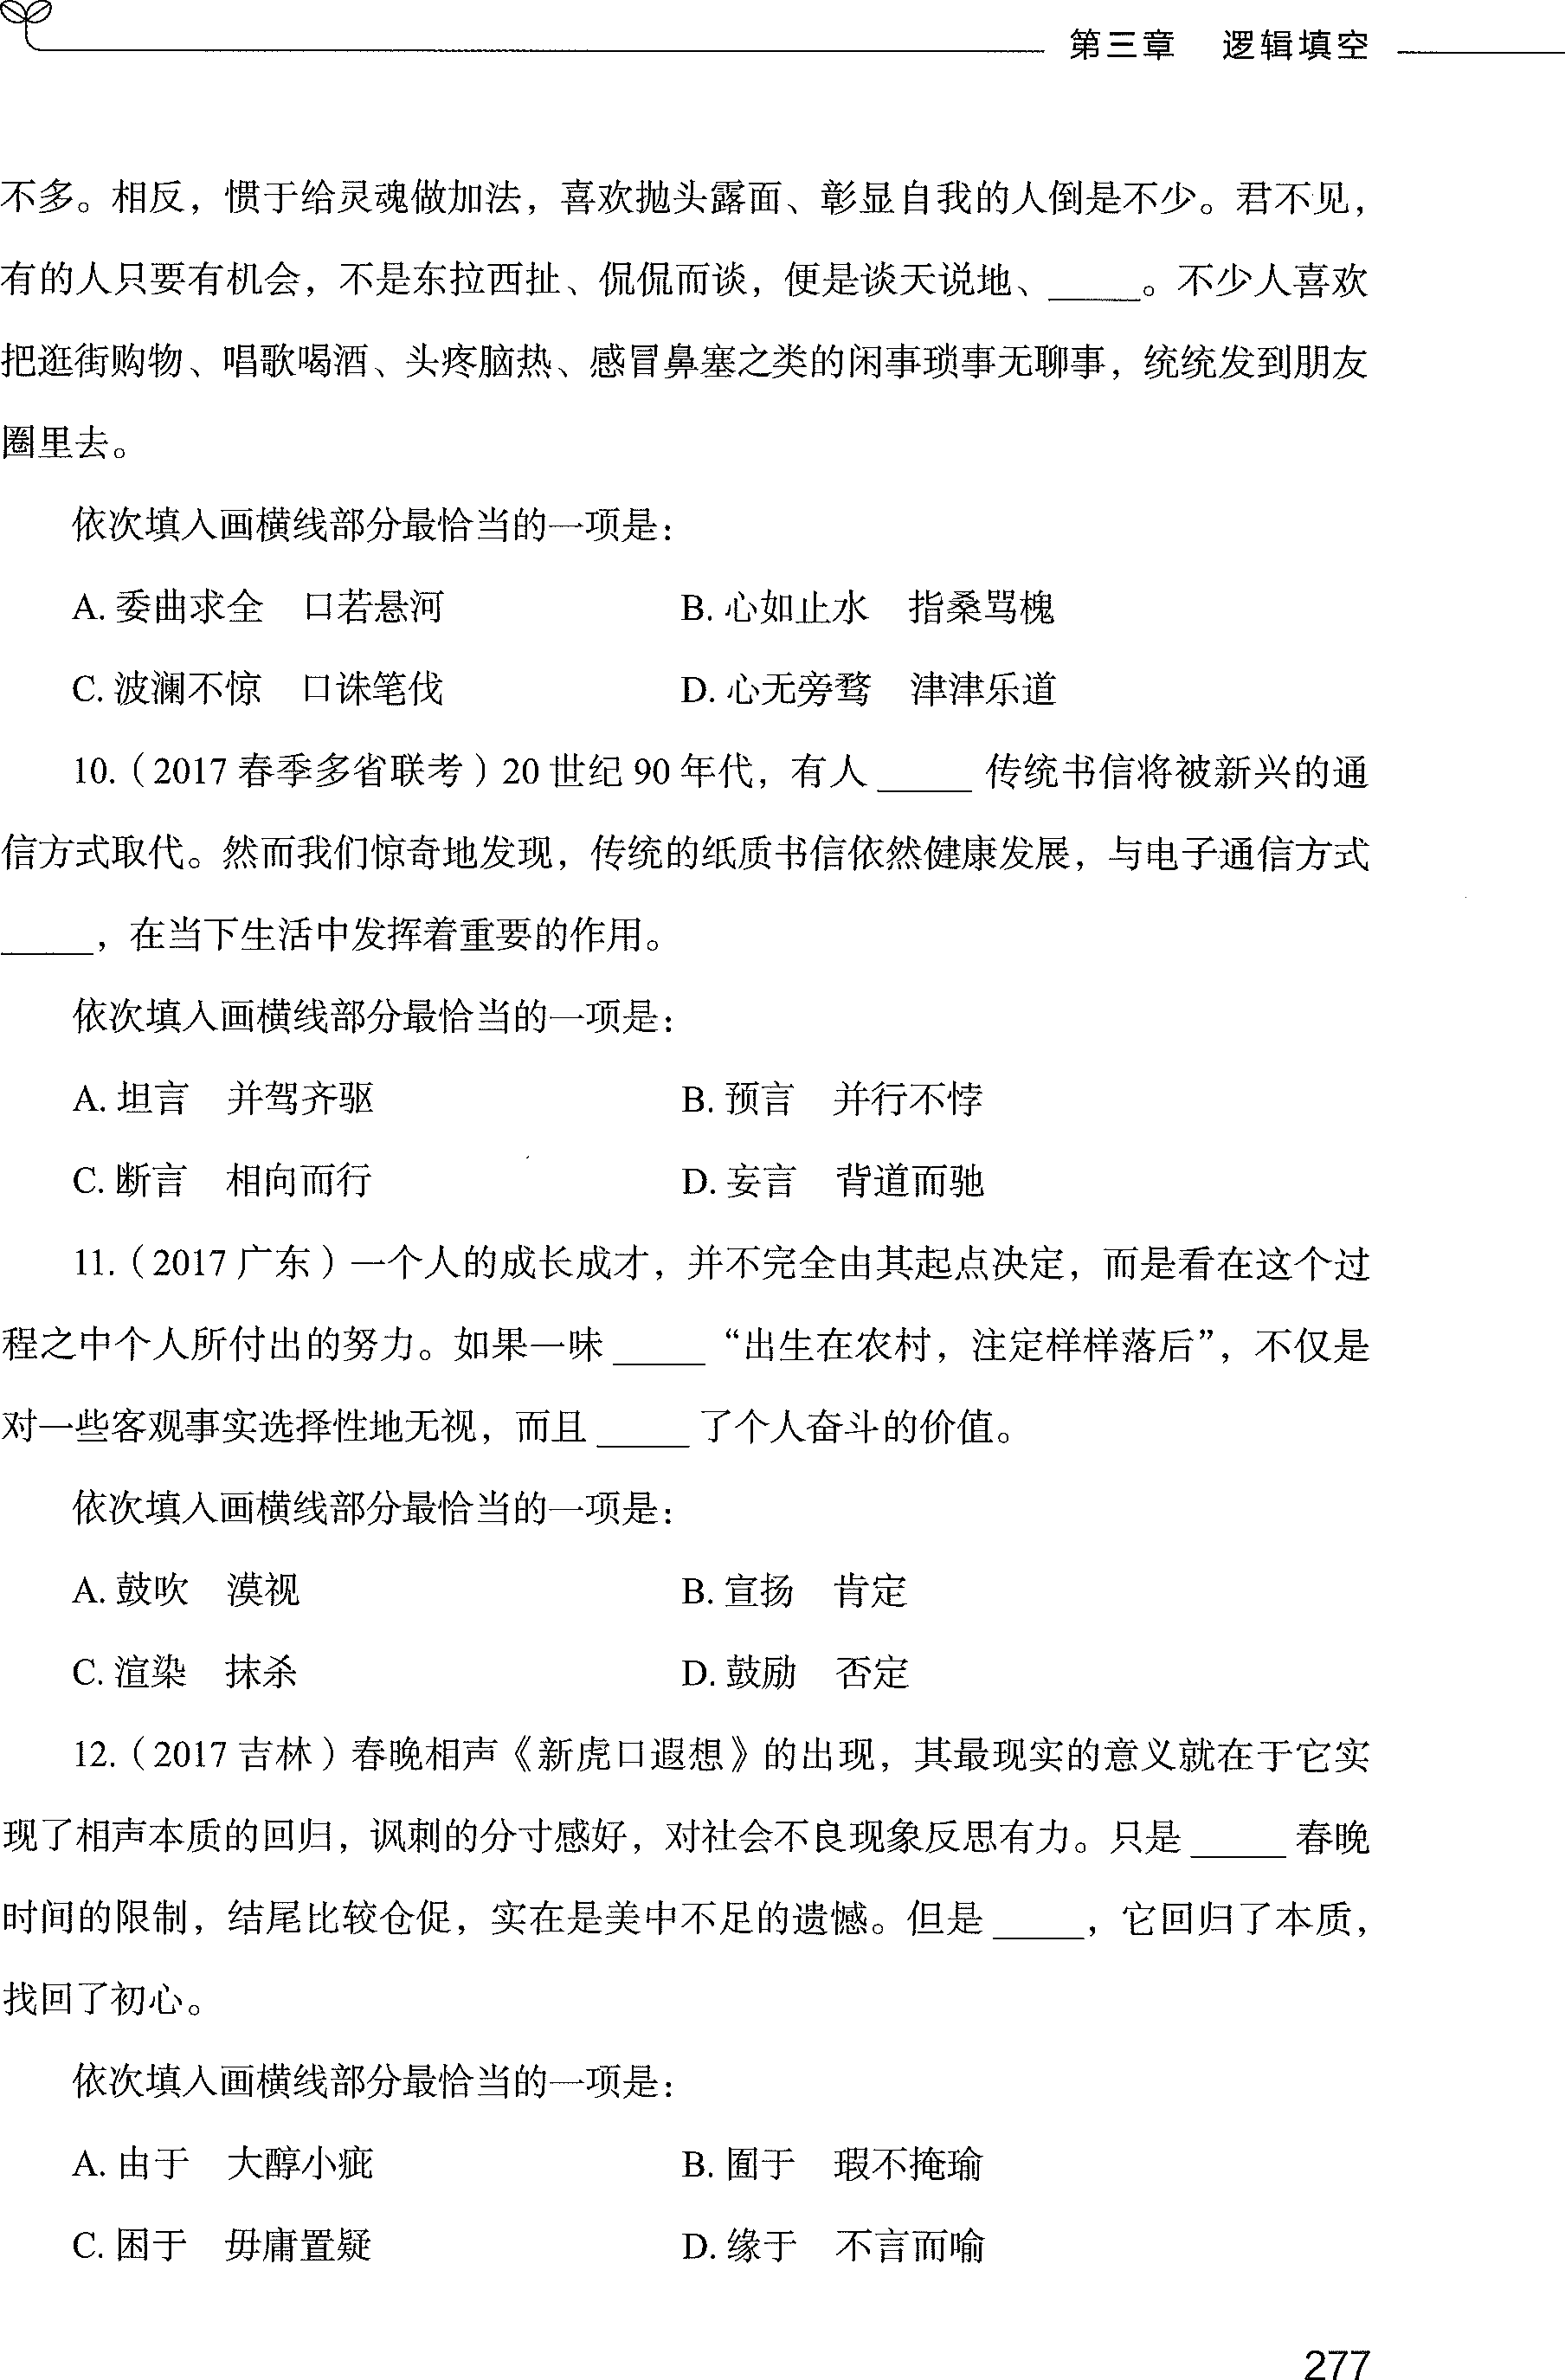 第三章　逻辑填空
不多。相反，惯于给灵魂做加法，喜欢抛头露面、彰显自我的人倒是不少。君不见，
有的人只要有机会，不是东拉西扯、侃侃而谈，便是谈天说地、_____。不少人喜欢
把逛街购物、唱歌喝酒、头疼脑热、感冒鼻塞之类的闲事琐事无聊事，统统发到朋友
圈里去。
依次填入画横线部分最恰当的一项是：
A. 委曲求全　口若悬河　B. 心如止水　指桑骂槐
C. 波澜不惊　口诛笔伐　D. 心无旁骛　津津乐道
10.（2017 春季多省联考）20 世纪 90 年代，有人 _____ 传统书信将被新兴的通
信方式取代。然而我们惊奇地发现，传统的纸质书信依然健康发展，与电子通信方式
_____，在当下生活中发挥着重要的作用。
依次填入画横线部分最恰当的一项是：
A. 坦言　并驾齐驱　B. 预言　并行不悖
C. 断言　相向而行　D. 妄言　背道而驰
11.（2017 广东）一个人的成长成才，并不完全由其起点决定，而是看在这个过
程之中个人所付出的努力。如果一味 _____ “出生在农村，注定样样落后”，不仅是
对一些客观事实选择性地无视，而且 _____ 了个人奋斗的价值。
依次填入画横线部分最恰当的一项是：
A. 鼓吹　漠视　B. 宣扬　肯定
C. 渲染　抹杀　D. 鼓励　否定
12.（2017 吉林）春晚相声《新虎口遐想》的出现，其最现实的意义就在于它实
现了相声本质的回归，讽刺的分寸感好，对社会不良现象反思有力。只是 _____ 春晚
时间的限制，结尾比较仓促，实在是美中不足的遗憾。但是 _____，它回归了本质，
找回了初心。
依次填入画横线部分最恰当的一项是：
A. 由于　大醇小疵　B. 囿于　瑕不掩瑜
C. 困于　毋庸置疑　D. 缘于　不言而喻
277